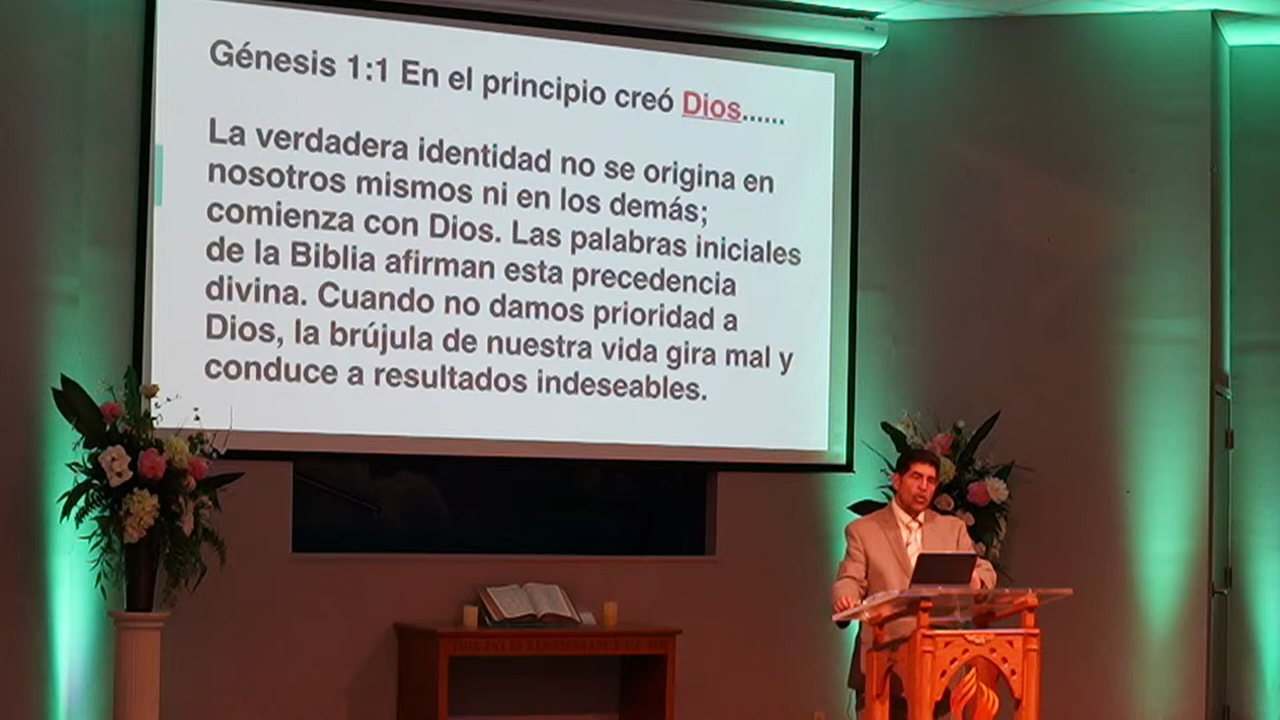 Génesis 1:1 En el principio creó Dios......
La verdadera identidad no se origina en
nosotros mismos ni en los demás;
comienza con Dios. Las palabras iniciales
de la Biblia afirman esta precedencia
divina. Cuando no damos prioridad a
Dios, la brújula de nuestra vida gira mal y
conduce a resultados indeseables.